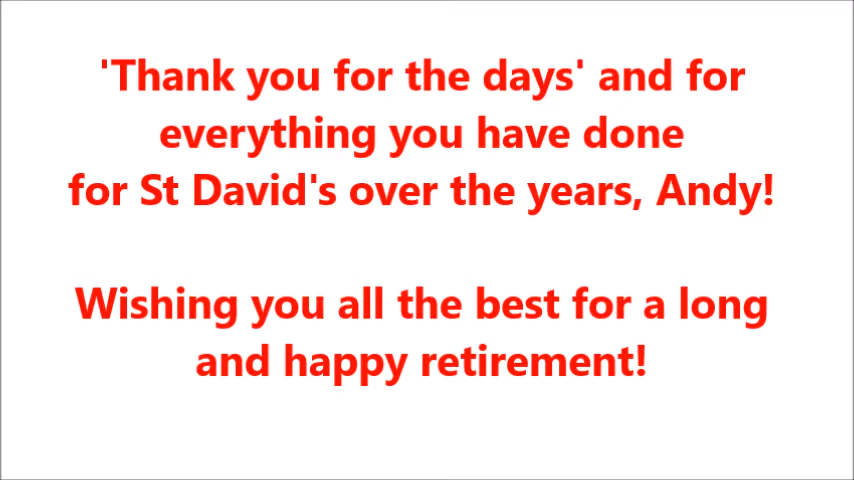 'Thank you for the days' and for
everything you have done
for St David's over the years, Andy!
Wishing you all the best for a long
and happy retirement!